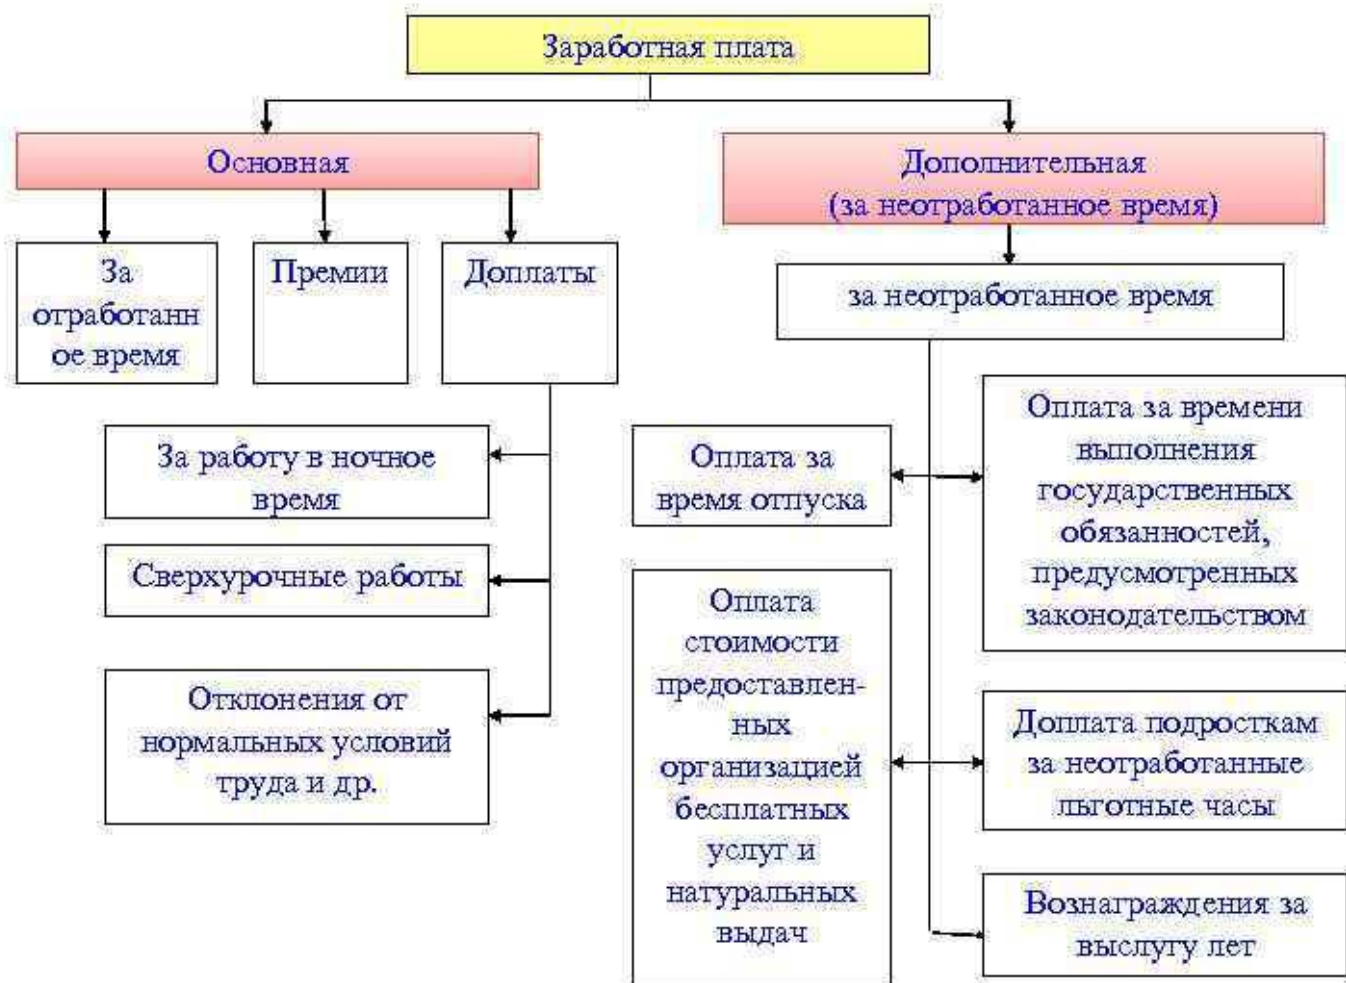 Заработная плата
Основная
Дополнительная
(за неотработанное время)
За
отработанн
ое время
Премии
Доплаты
за неотработанное время
За работу в ночное
время
Сверхурочные работы
Отклонения от
нормальных условий
труда и др.
Оплата за
время отпуска
Оплата за времени
выполнения
государственных
обязанностей,
предусмотренных
законодательством
Оплата
стоимости
предоставлен-
ных
организацией
бесплатных
услуг и
натуральных
выдач
Доплата подросткам
за неотработанные
льготные часы
Вознаграждения за
выслугу лет